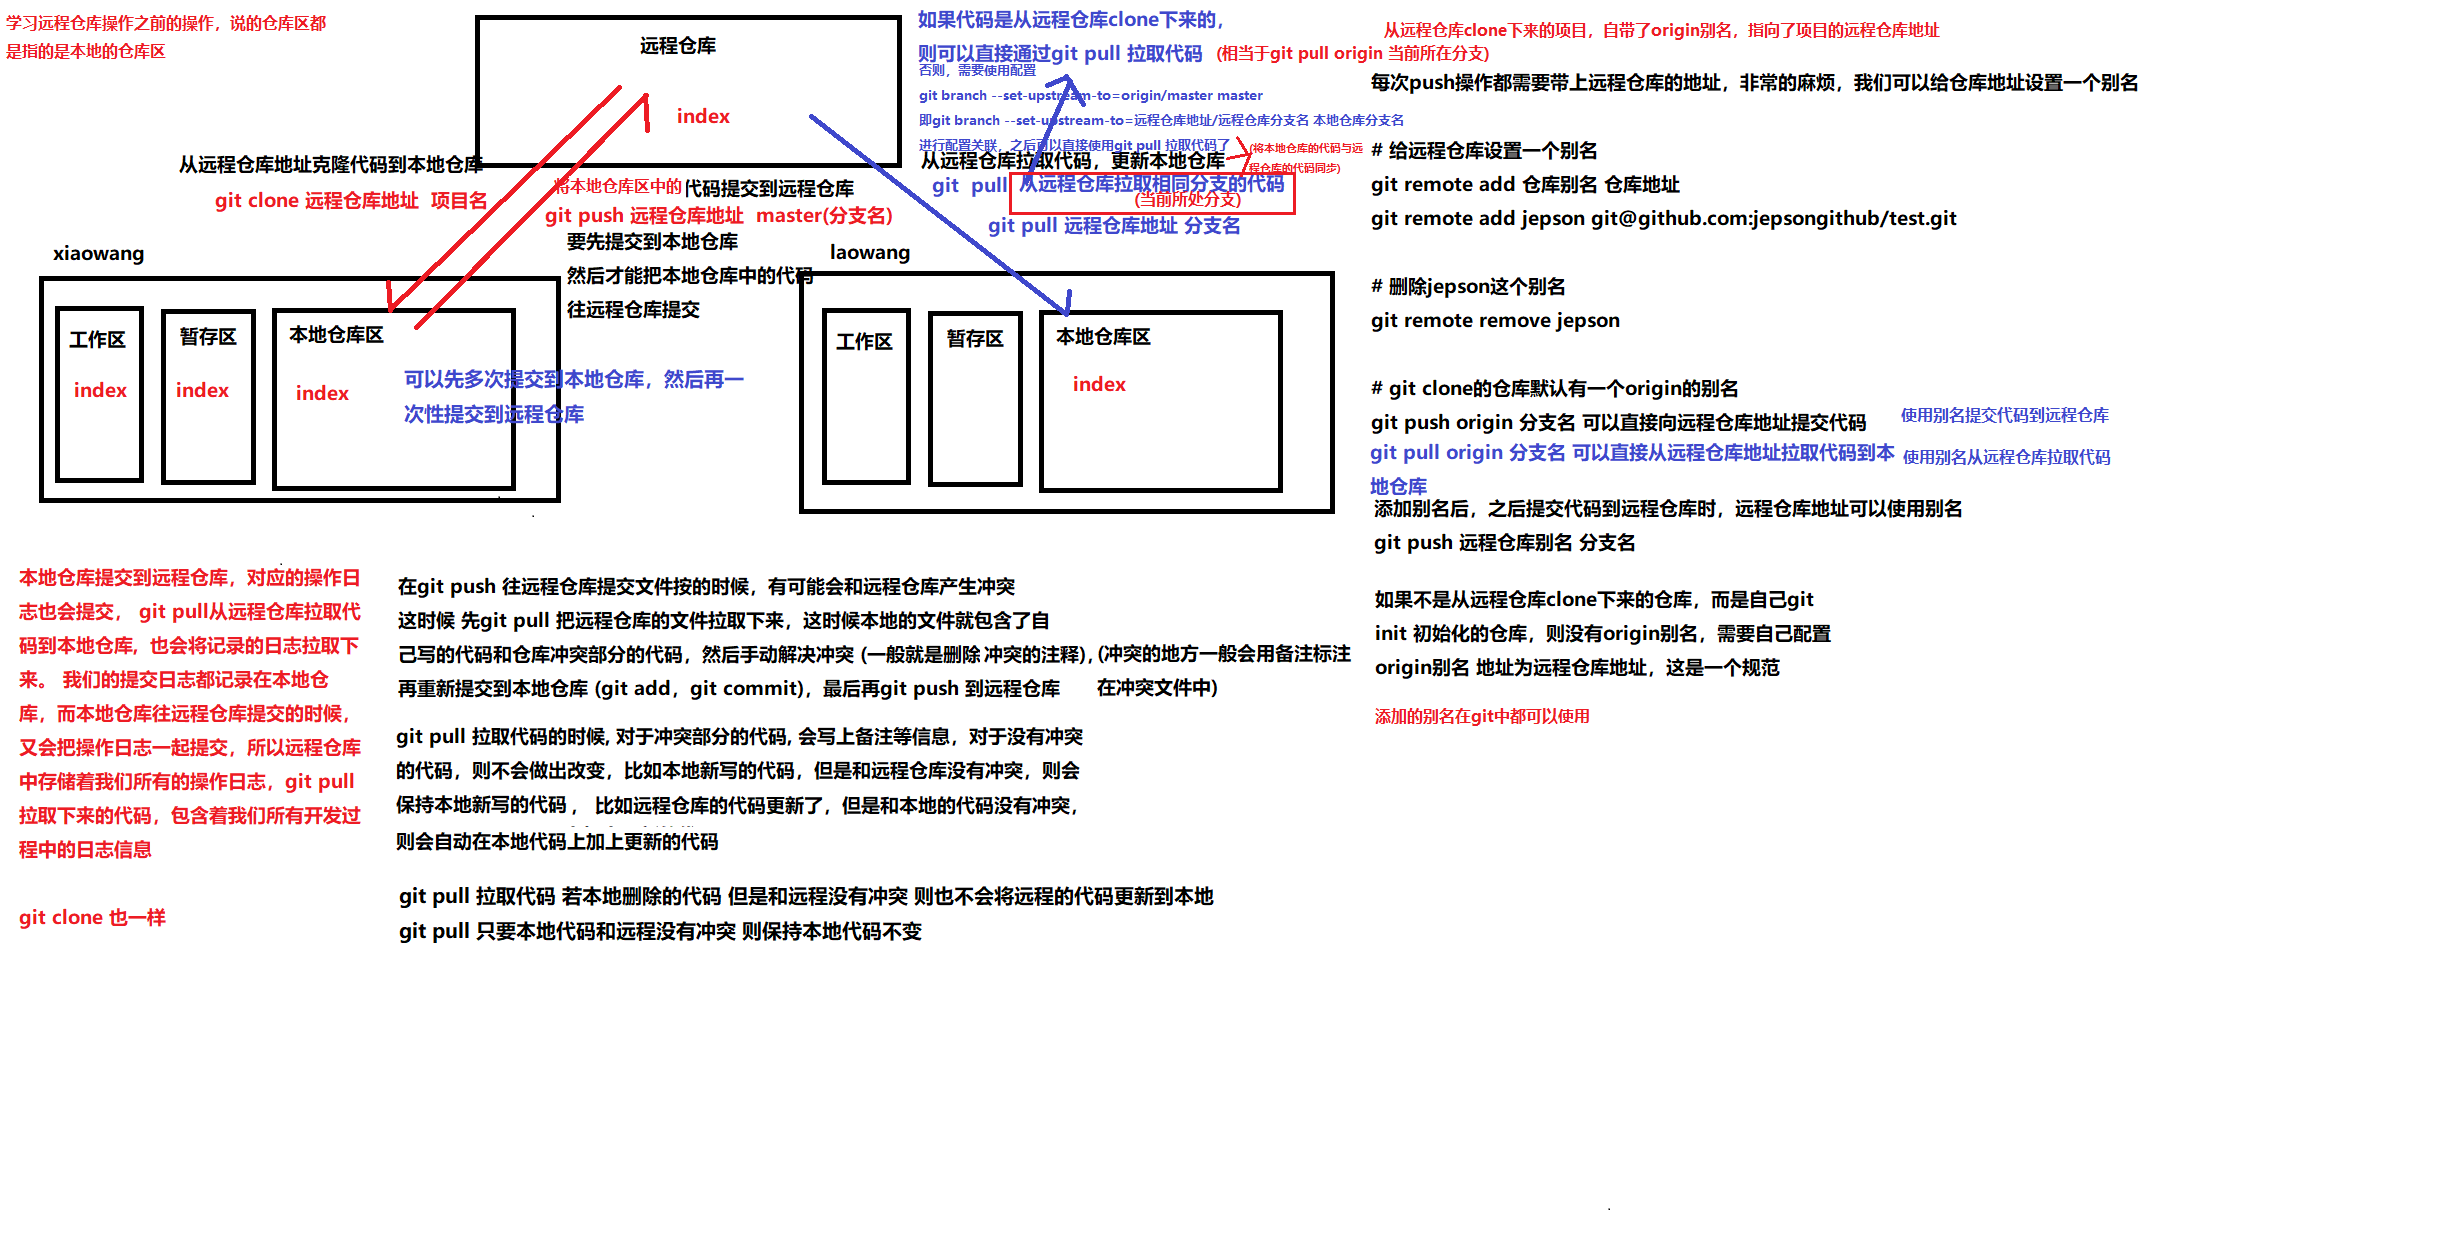 学习远程仓库操作之前的操作，说的仓库区都
是指的是本地的仓库区
远程仓库
index
从远程仓库地址克隆代码到本地仓库
git clone 远程仓库地址 项目名
将本地仓库区中的 代码提交到远程仓库
git push 远程仓库地址 master(分支名)
要先提交到本地仓库
然后才能把本地仓库中的代码
往远程仓库提交
如果代码是从远程仓库clone下来的，
则可以直接通过git pull 拉取代码 (相当于git pull origin 当前所在分支)
否则，需要使用配置
git branch --set-upstream-to=origin/master master
即git branch --set-upstream-to=远程仓库地址/远程仓库分支名 本地仓库分支名
进行配置关联，之后可以直接使用git pull 拉取代码了
从远程仓库拉取代码，更新本地仓库
(将本地仓库的代码与远
程仓库的代码同步)
git pull 从远程仓库拉取相同分支的代码
(当前所处分支)
git pull 远程仓库地址 分支名
xiaowang
工作区
index
暂存区
index
本地仓库区
index
可以先多次提交到本地仓库，然后再一
次性提交到远程仓库
laowang
工作区
暂存区
本地仓库区
index
从远程仓库clone下来的项目，自带了origin别名，指向了项目的远程仓库地址
每次push操作都需要带上远程仓库的地址，非常的麻烦，我们可以给仓库地址设置一个别名
# 给远程仓库设置一个别名
git remote add 仓库别名 仓库地址
git remote add jepson git@github.com:jepsongithub/test.git
# 删除jepson这个别名
git remote remove jepson
# git clone的仓库默认有一个origin的别名
git push origin 分支名 可以直接向远程仓库地址提交代码 使用别名提交代码到远程仓库
git pull origin 分支名 可以直接从远程仓库地址拉取代码到本
地仓库
使用别名从远程仓库拉取代码
添加别名后，之后提交代码到远程仓库时，远程仓库地址可以使用别名
git push 远程仓库别名 分支名
如果不是从远程仓库clone下来的仓库，而是自己git
init 初始化的仓库，则没有origin别名，需要自己配置
origin别名 地址为远程仓库地址，这是一个规范
添加的别名在git中都可以使用
本地仓库提交到远程仓库，对应的操作日
志也会提交， git pull从远程仓库拉取代
码到本地仓库, 也会将记录的日志拉取下
来。 我们的提交日志都记录在本地仓
库，而本地仓库往远程仓库提交的时候，
又会把操作日志一起提交，所以远程仓库
中存储着我们所有的操作日志，git pull
拉取下来的代码，包含着我们所有开发过
程中的日志信息
git clone 也一样
在git push 往远程仓库提交文件按的时候，有可能会和远程仓库产生冲突
这时候 先git pull 把远程仓库的文件拉取下来，这时候本地的文件就包含了自
己写的代码和仓库冲突部分的代码，然后手动解决冲突 (一般就是删除 冲突的注释)，
再重新提交到本地仓库 (git add，git commit)，最后再git push 到远程仓库
(冲突的地方一般会用备注标注
在冲突文件中)
git pull 拉取代码的时候, 对于冲突部分的代码, 会写上备注等信息，对于没有冲突
的代码，则不会做出改变，比如本地新写的代码，但是和远程仓库没有冲突，则会
保持本地新写的代码， 比如远程仓库的代码更新了，但是和本地的代码没有冲突，
则会自动在本地代码上加上更新的代码
git pull 拉取代码 若本地删除的代码 但是和远程没有冲突 则也不会将远程的代码更新到本地
git pull 只要本地代码和远程没有冲突 则保持本地代码不变